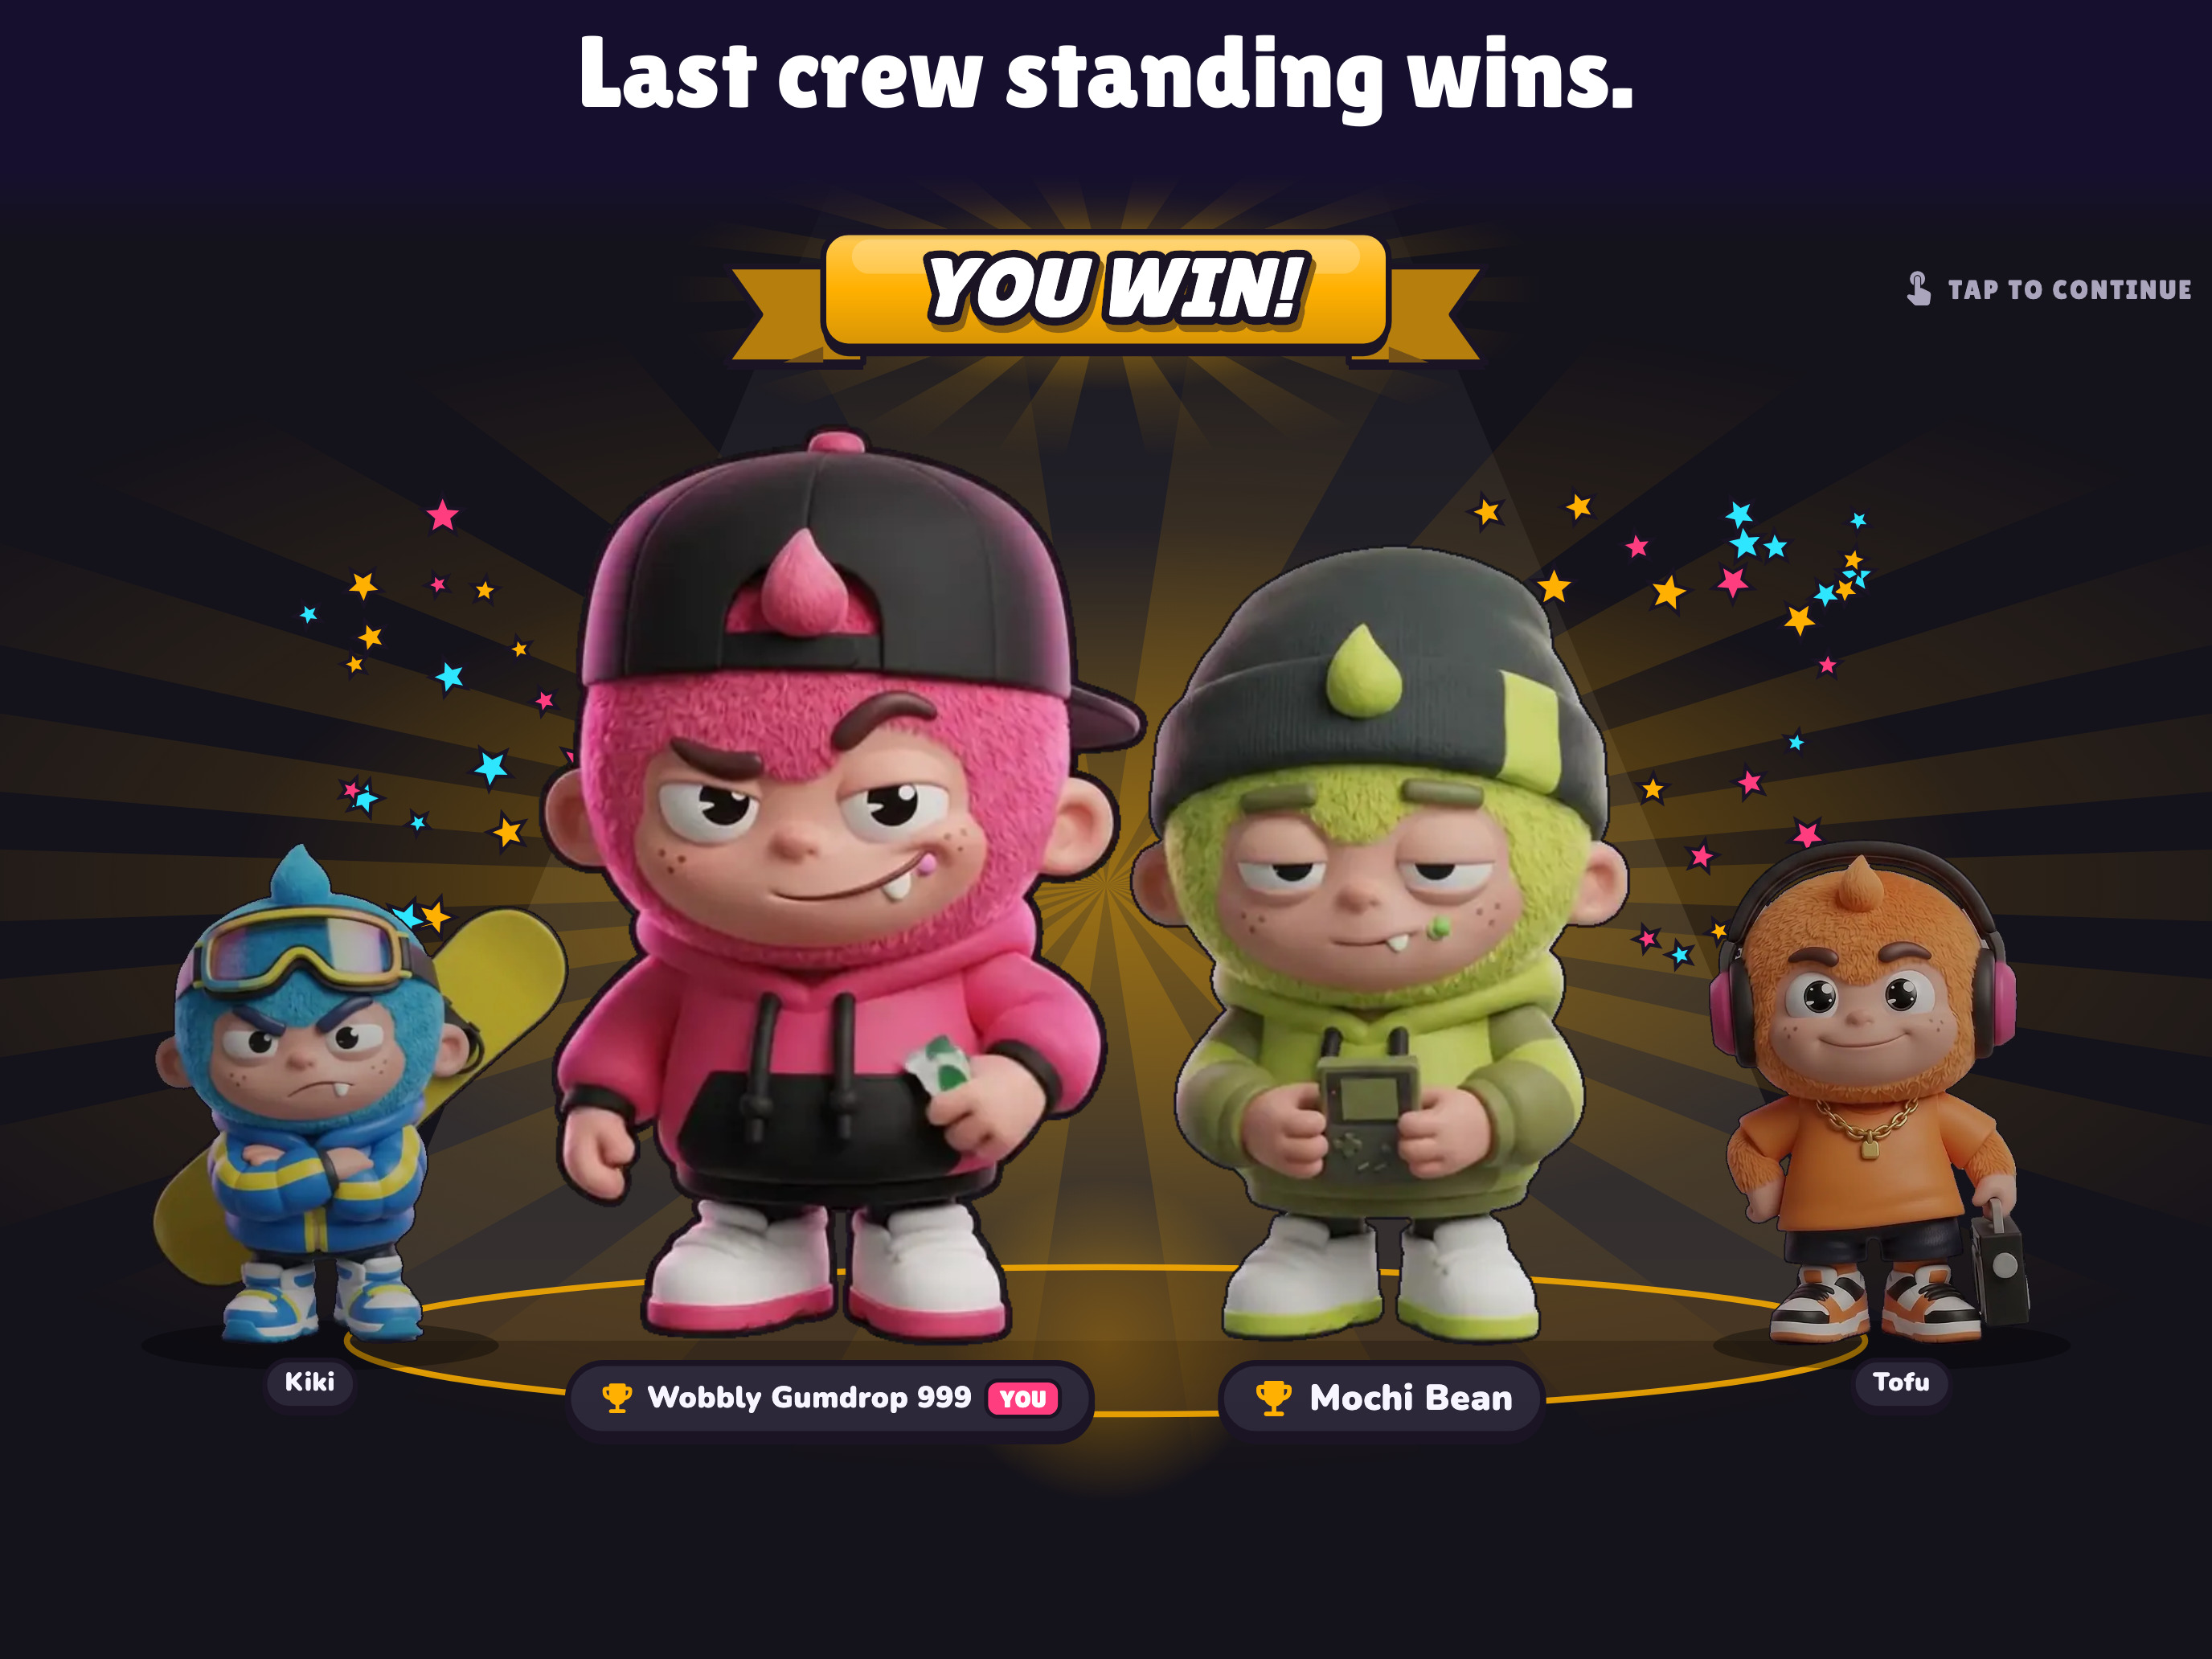 Last crew standing wins.
YOU WIN!
TAP TO CONTINUE
Kiki
Wobbly Gumdrop 999 YOU
Mochi Bean
Tofu